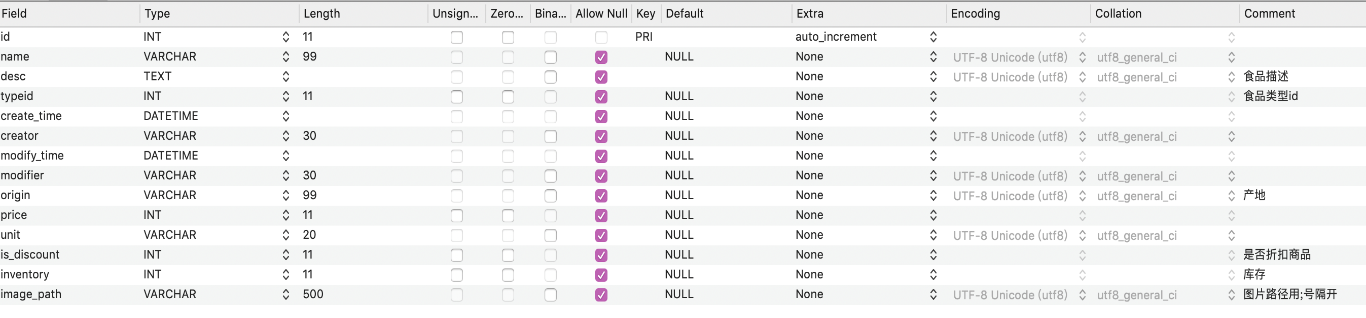 Field Type Length Unsign... Zero... Bina... Allow Null Key Default Extra Encoding Collation Comment
id INT 11 PRI auto_increment
name VARCHAR 99 NULL None UTF-8 Unicode (utf8) utf8_general_ci
desc TEXT None UTF-8 Unicode (utf8) utf8_general_ci 食品描述
typeid INT 11 NULL None 食品类型id
create_time DATETIME NULL None
creator VARCHAR 30 NULL None UTF-8 Unicode (utf8) utf8_general_ci
modify_time DATETIME NULL None
modifier VARCHAR 30 NULL None UTF-8 Unicode (utf8) utf8_general_ci
origin VARCHAR 99 NULL None UTF-8 Unicode (utf8) utf8_general_ci 产地
price INT 11 NULL None
unit VARCHAR 20 NULL None UTF-8 Unicode (utf8) utf8_general_ci
is_discount INT 11 NULL None 是否折扣商品
inventory INT 11 NULL None 库存
image_path VARCHAR 500 NULL None UTF-8 Unicode (utf8) utf8_general_ci 图片路径用;号隔开